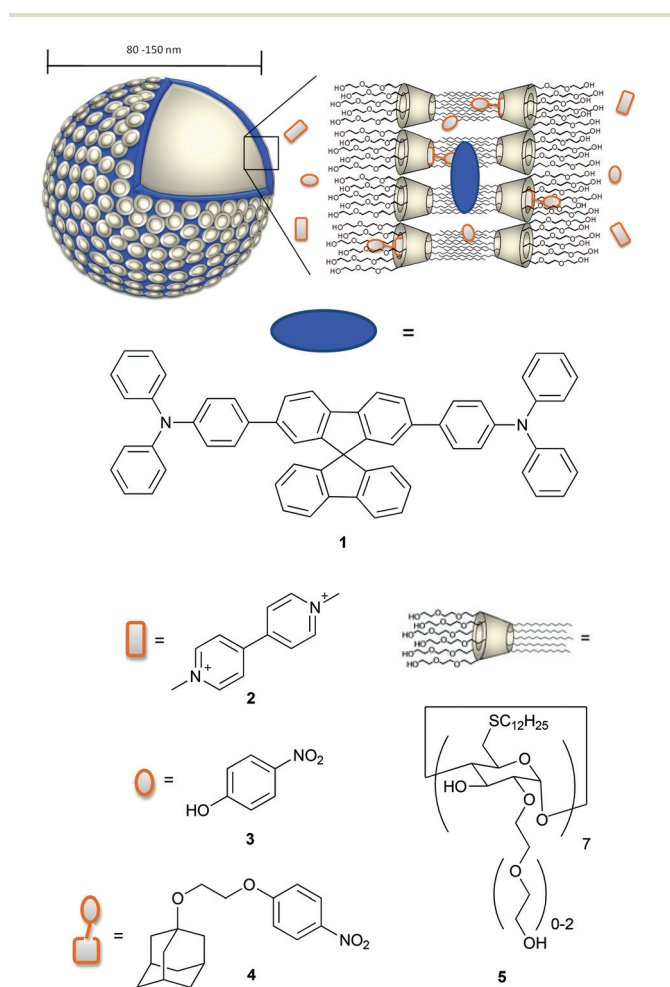 80 -150 nm
=
N
N
1
=
N
+
N
+
2
=
=
NO2
HO
3
SC12H25
O
HO
O
O
7
O
0-2
OH
=
O
O
NO2
4
5